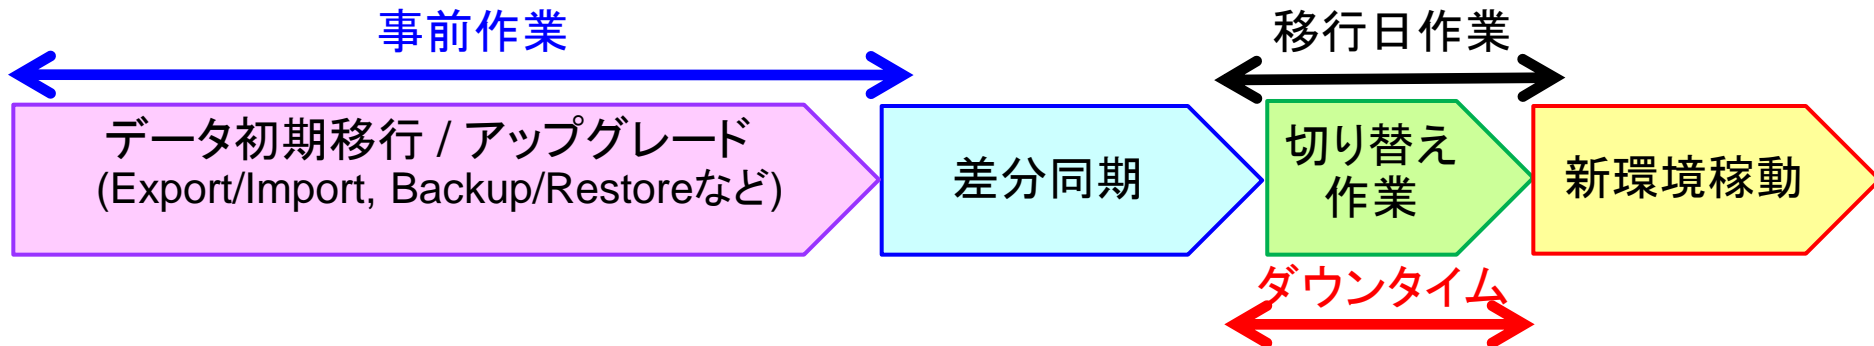 事前作業
移行日作業
データ初期移行 / アップグレード
(Export/Import, Backup/Restoreなど)
差分同期
切り替え
作業
新環境稼動
ダウンタイム